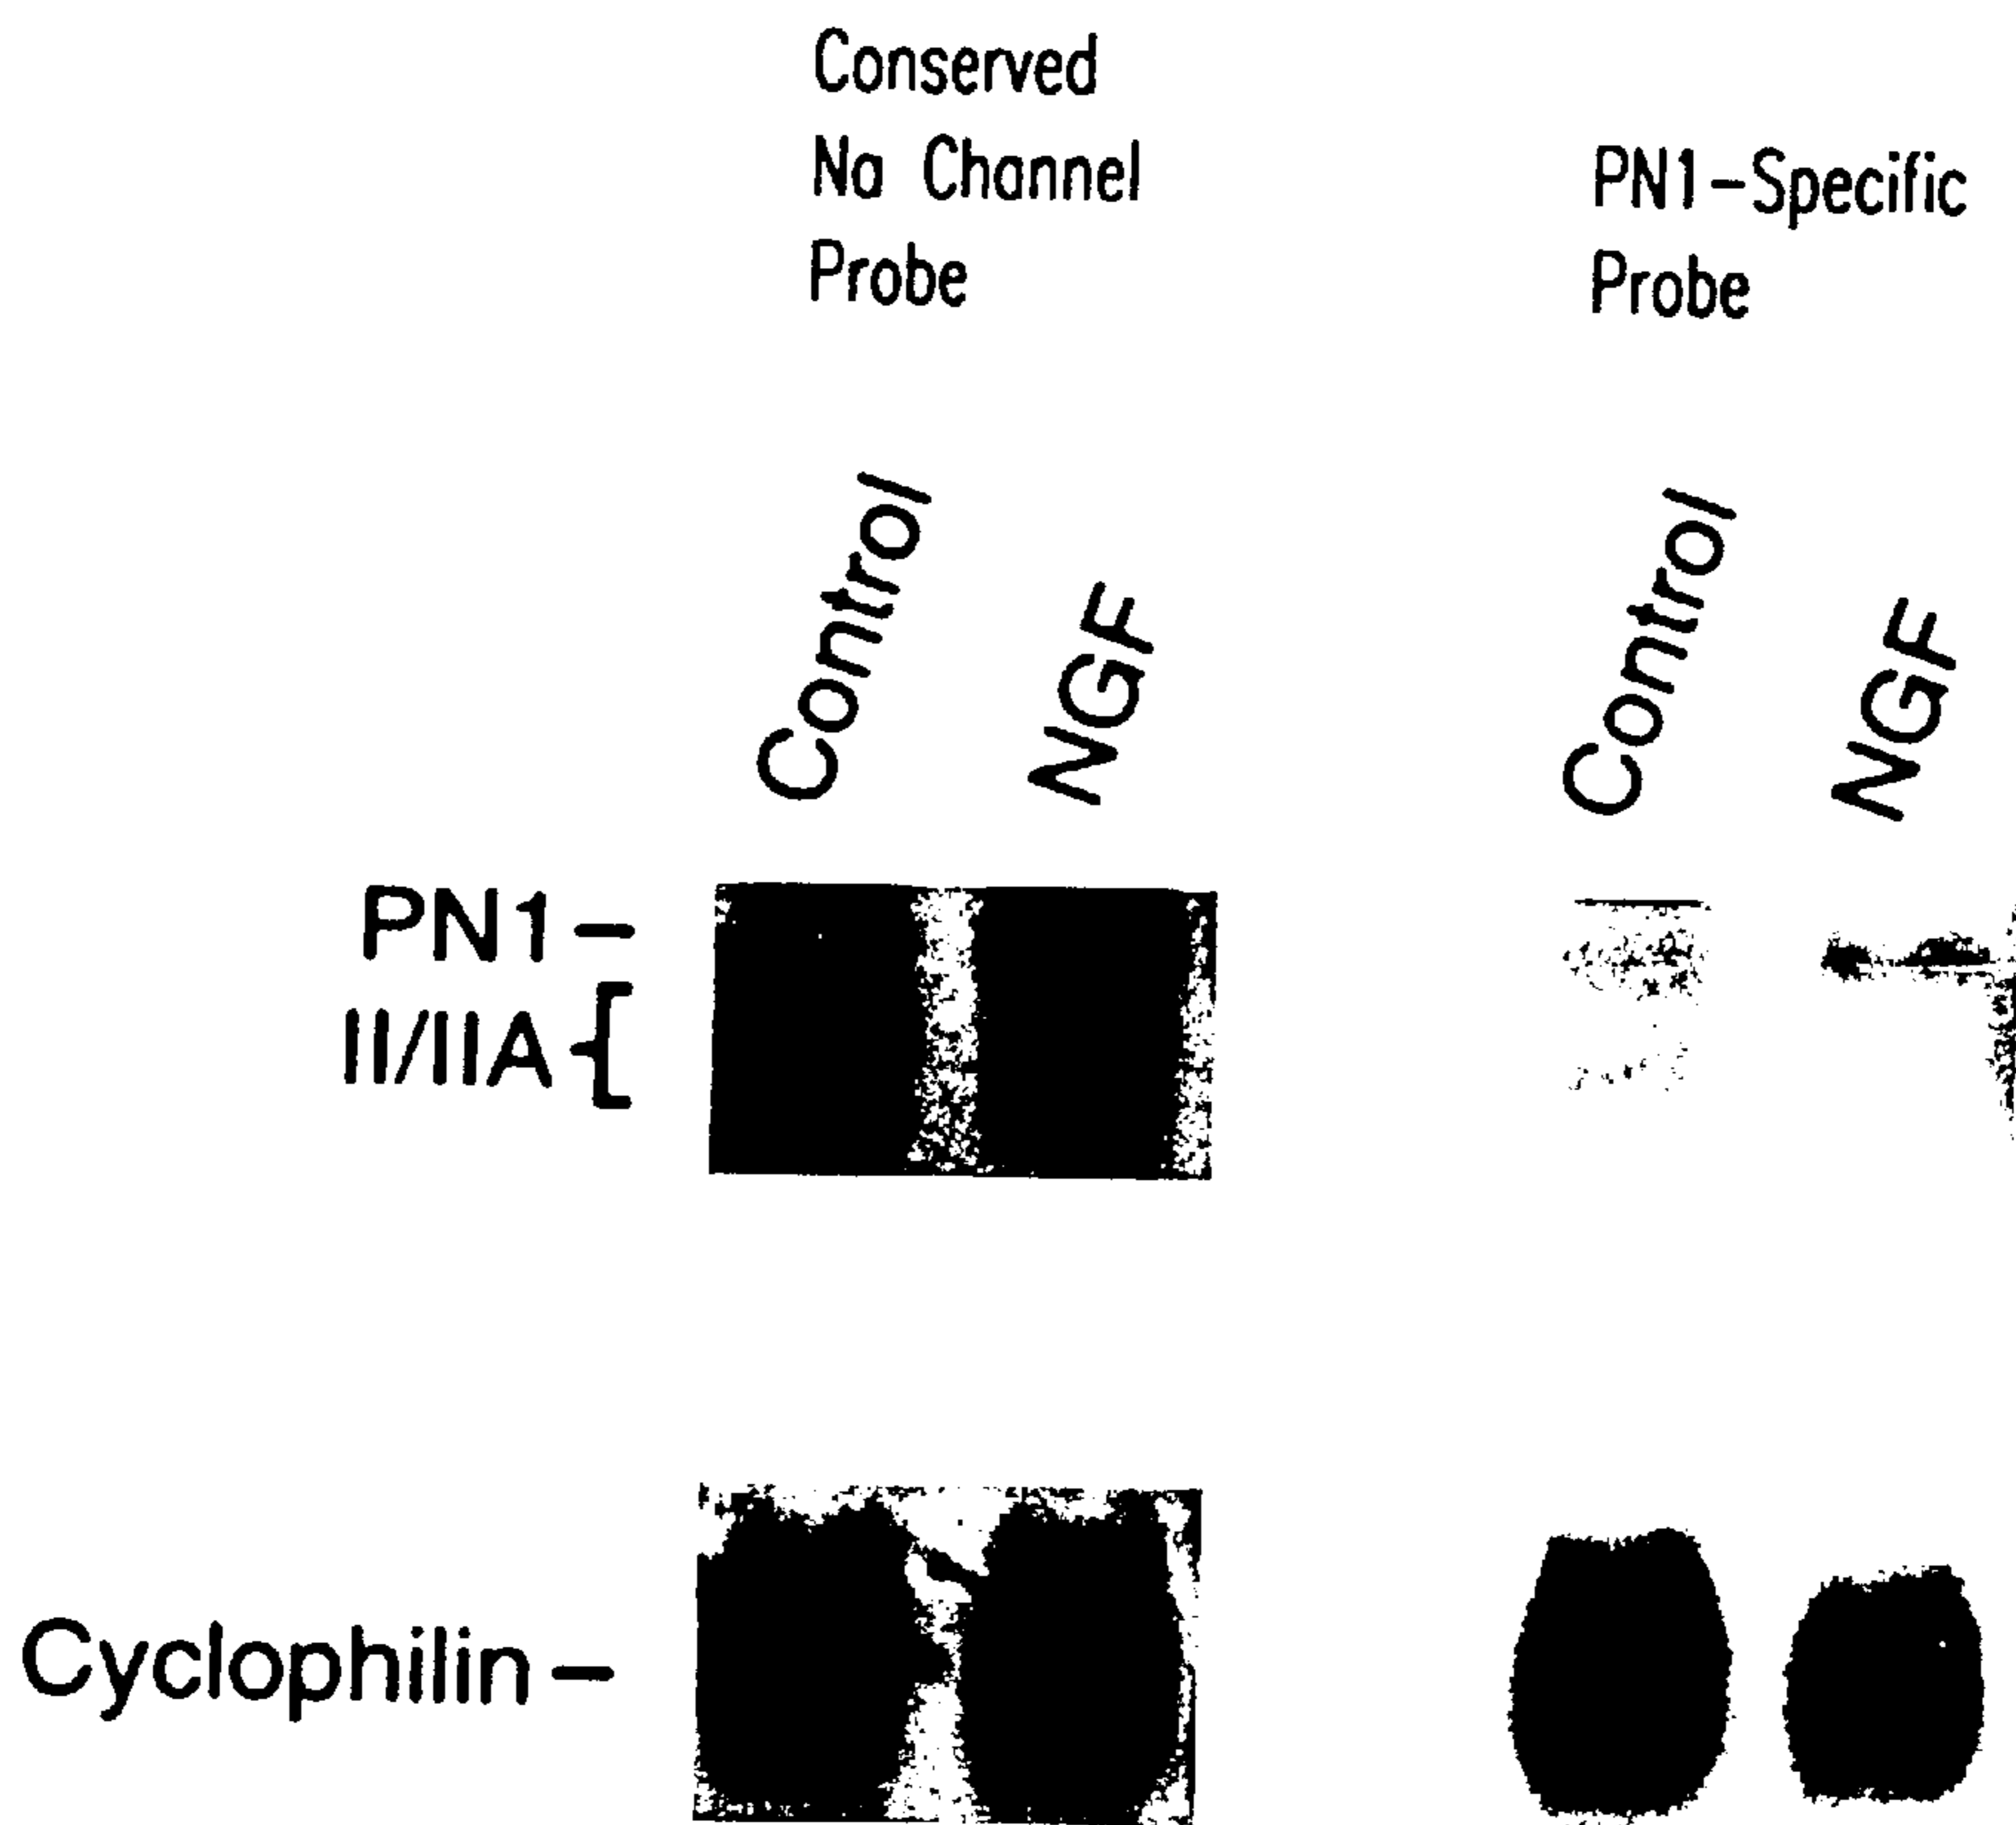 Conserved
Na Channel
Probe
PN1-Specific
Probe
Control
NGF
Control
NGF
PN1-
II/IIA{
Cyclophilin-